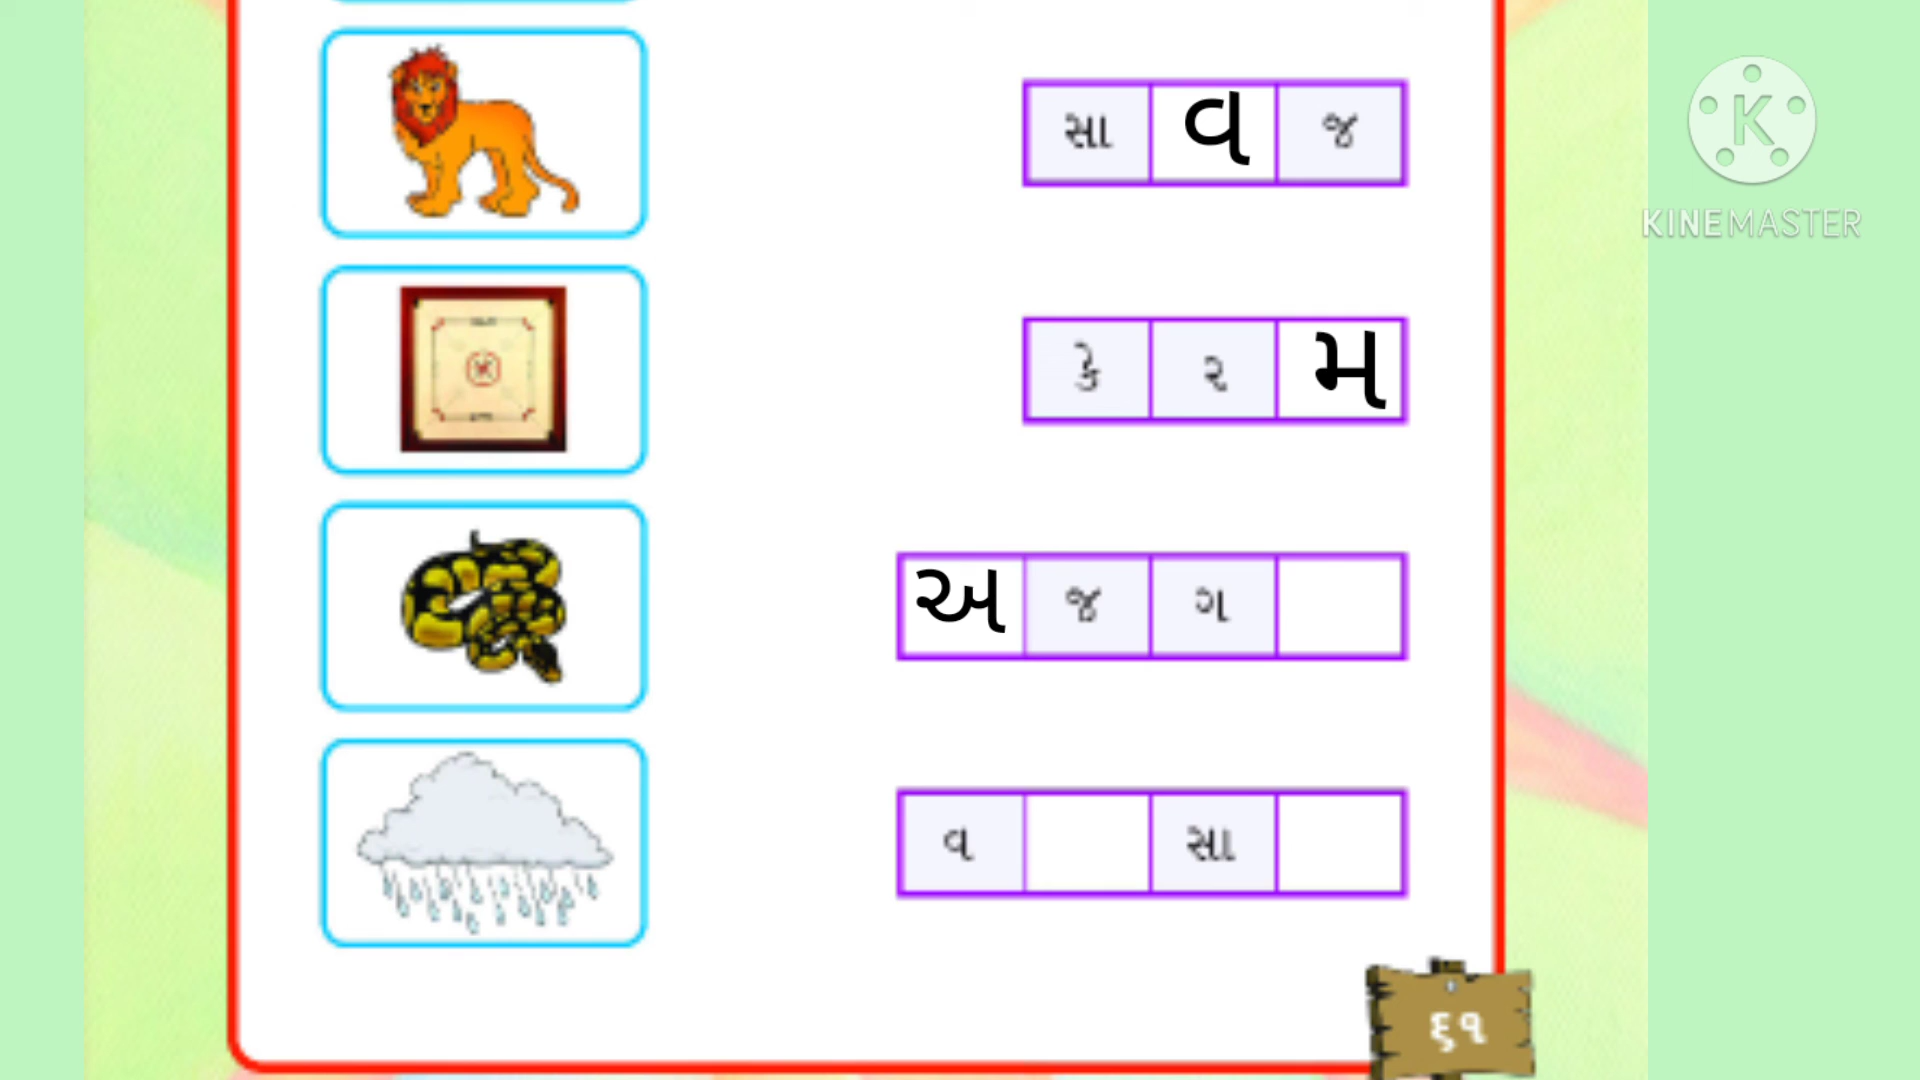 સા વ જ
KINEMASTER
કે ર મ
અ જ ગ
વ સા
૬૧